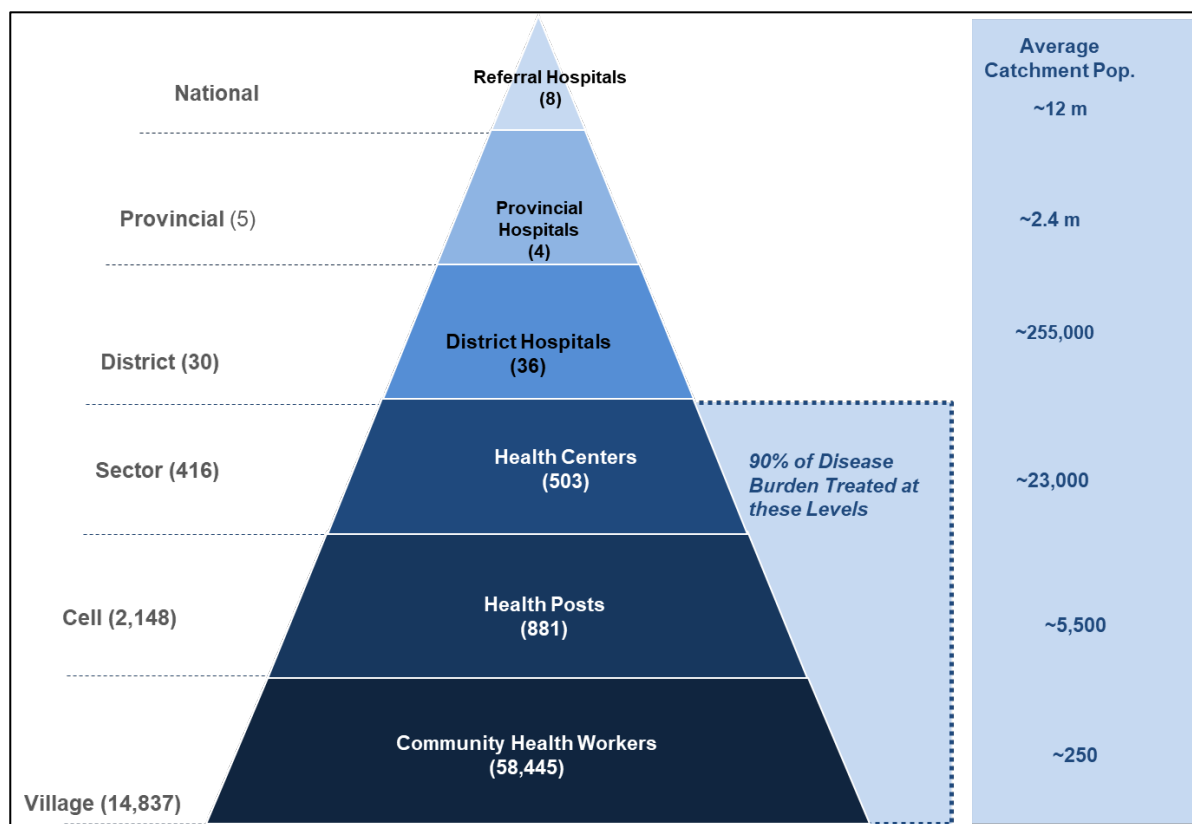 Average
Catchment Pop.
National
Referral Hospitals
(8)
~12 m
Provincial (5)
Provincial
Hospitals
(4)
~2.4 m
District (30)
District Hospitals
(36)
~255,000
Sector (416)
Health Centers
(503)
90% of Disease
Burden Treated at
these Levels
~23,000
Cell (2,148)
Health Posts
(881)
~5,500
Village (14,837)
Community Health Workers
(58,445)
~250